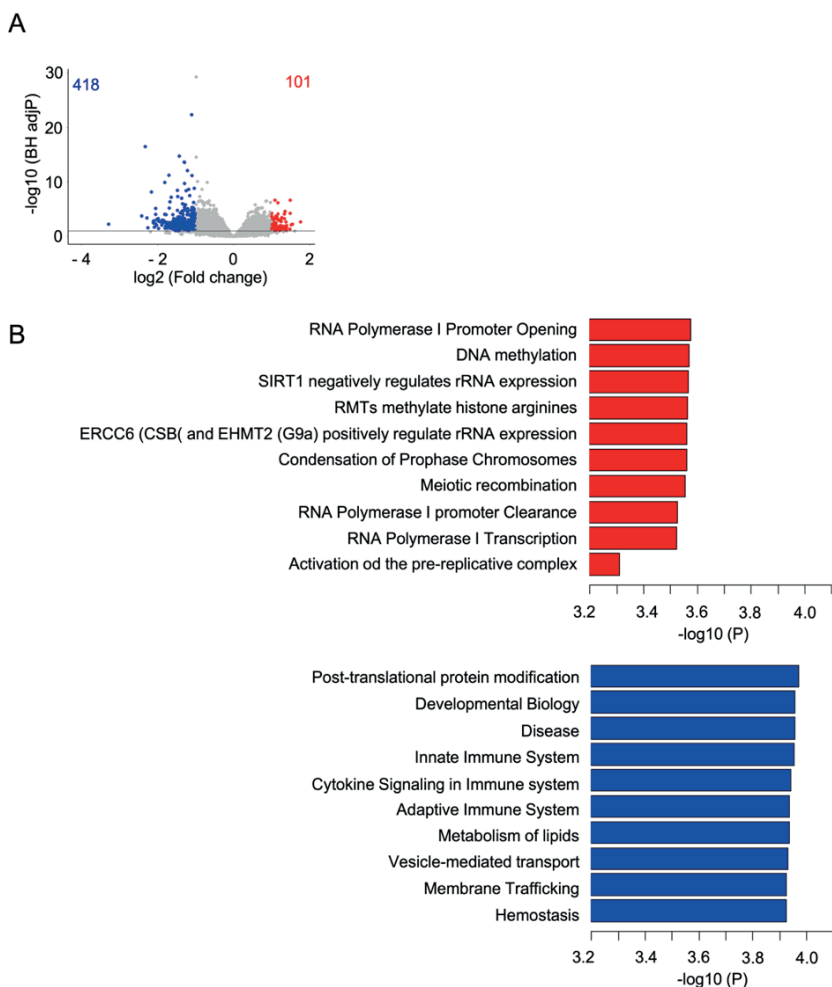 A
418
101
30
20
10
0
-log10 (BH adjP)
- 4
- 2
0
2
log2 (Fold change)
B
RNA Polymerase I Promoter Opening
DNA methylation
SIRT1 negatively regulates rRNA expression
RMTs methylate histone arginines
ERCC6 (CSB( and EHMT2 (G9a) positively regulate rRNA expression
Condensation of Prophase Chromosomes
Meiotic recombination
RNA Polymerase I promoter Clearance
RNA Polymerase I Transcription
Activation od the pre-replicative complex
3.2 3.4 3.6 3.8 4.0
-log10 (P)
Post-translational protein modification
Developmental Biology
Disease
Innate Immune System
Cytokine Signaling in Immune system
Adaptive Immune System
Metabolism of lipids
Vesicle-mediated transport
Membrane Trafficking
Hemostasis
3.2 3.4 3.6 3.8 4.0
-log10 (P)